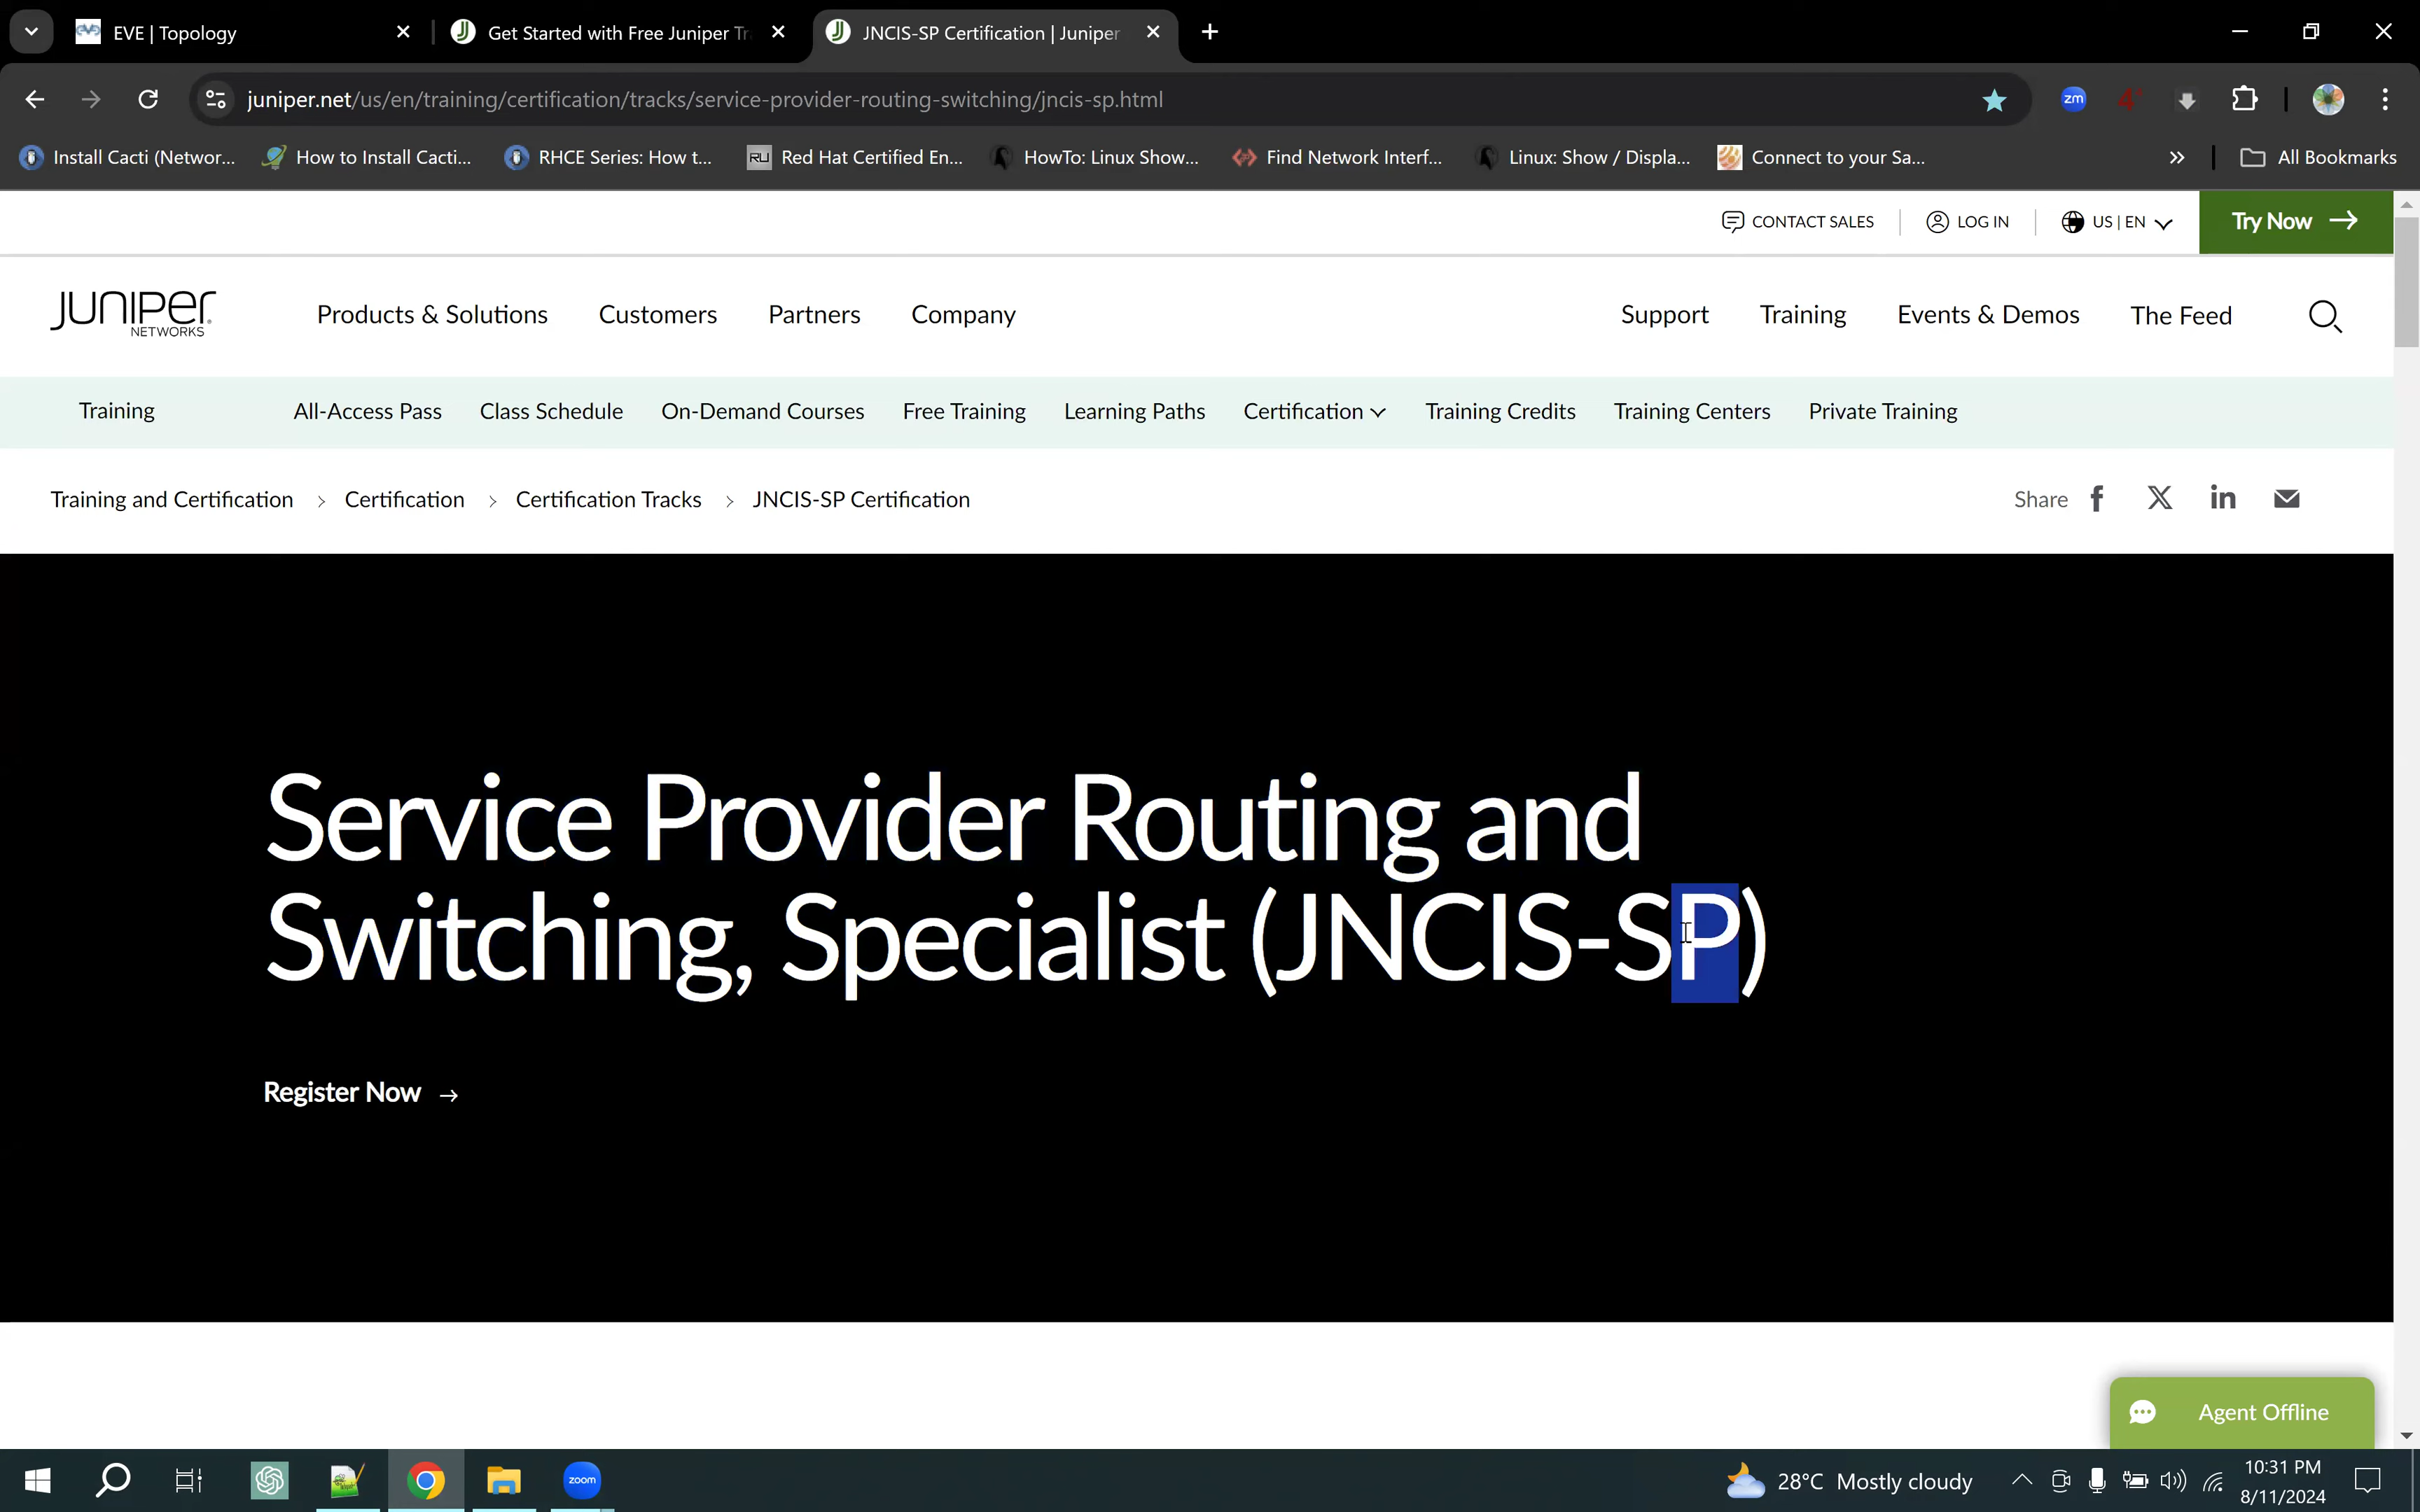 EVE | Topology
Get Started with Free Juniper Tr
JNCIS-SP Certification | Juniper
juniper.net/us/en/training/certification/tracks/service-provider-routing-switching/jncis-sp.html
zm
Install Cacti (Networ...
How to Install Cacti...
RHCE Series: How t...
RU
Red Hat Certified En...
HowTo: Linux Show...
Find Network Interf...
Linux: Show / Displa...
Connect to your Sa...
All Bookmarks
CONTACT SALES
LOG IN
US | EN
Try Now
JUNIPER NETWORKS
Products & Solutions
Customers
Partners
Company
Support
Training
Events & Demos
The Feed
Training
All-Access Pass
Class Schedule
On-Demand Courses
Free Training
Learning Paths
Certification
Training Credits
Training Centers
Private Training
Training and Certification > Certification > Certification Tracks > JNCIS-SP Certification
Share
Service Provider Routing and
Switching, Specialist (JNCIS-SP)
Register Now →
Agent Offline
zoom
28°C Mostly cloudy
10:31 PM
8/11/2024